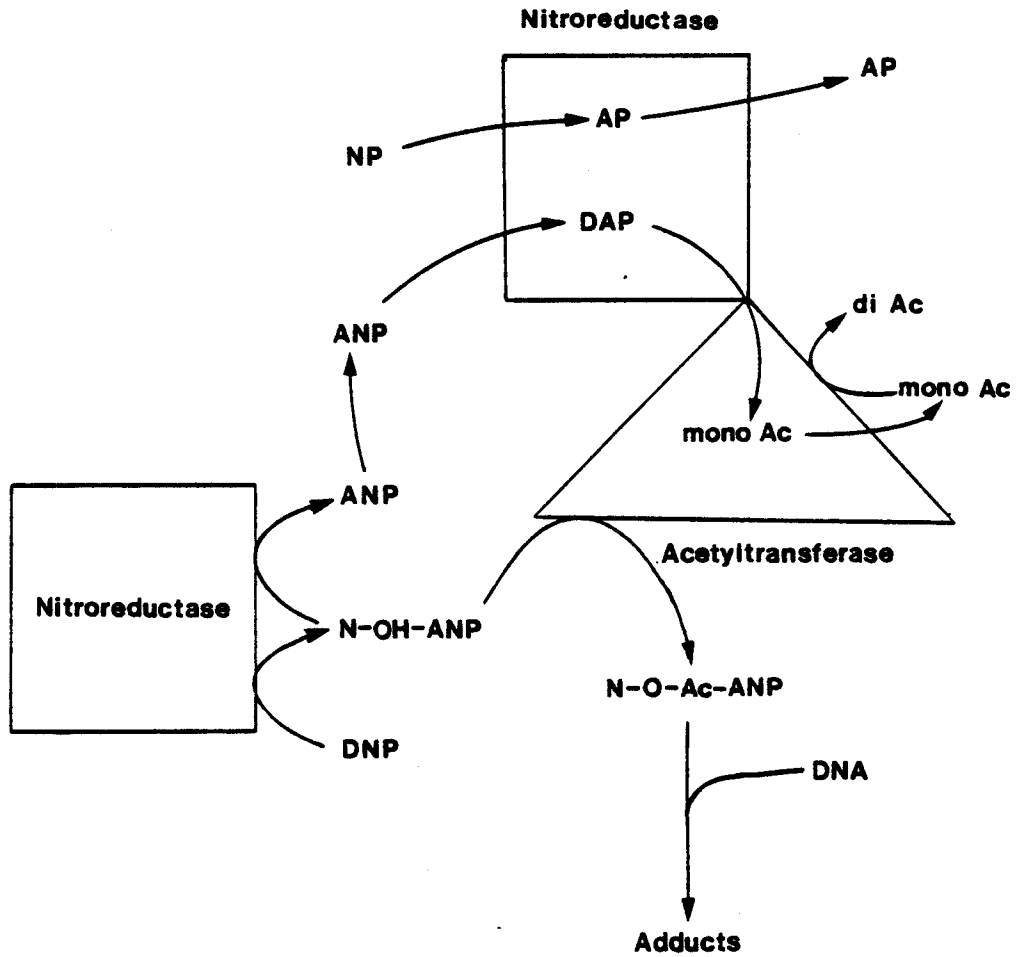 Nitroreductase
AP
AP
NP
DAP
di Ac
ANP
mono Ac
mono Ac
ANP
Acetyltransferase
Nitroreductase
N-OH-ANP
N-O-Ac-ANP
DNP
DNA
Adducts